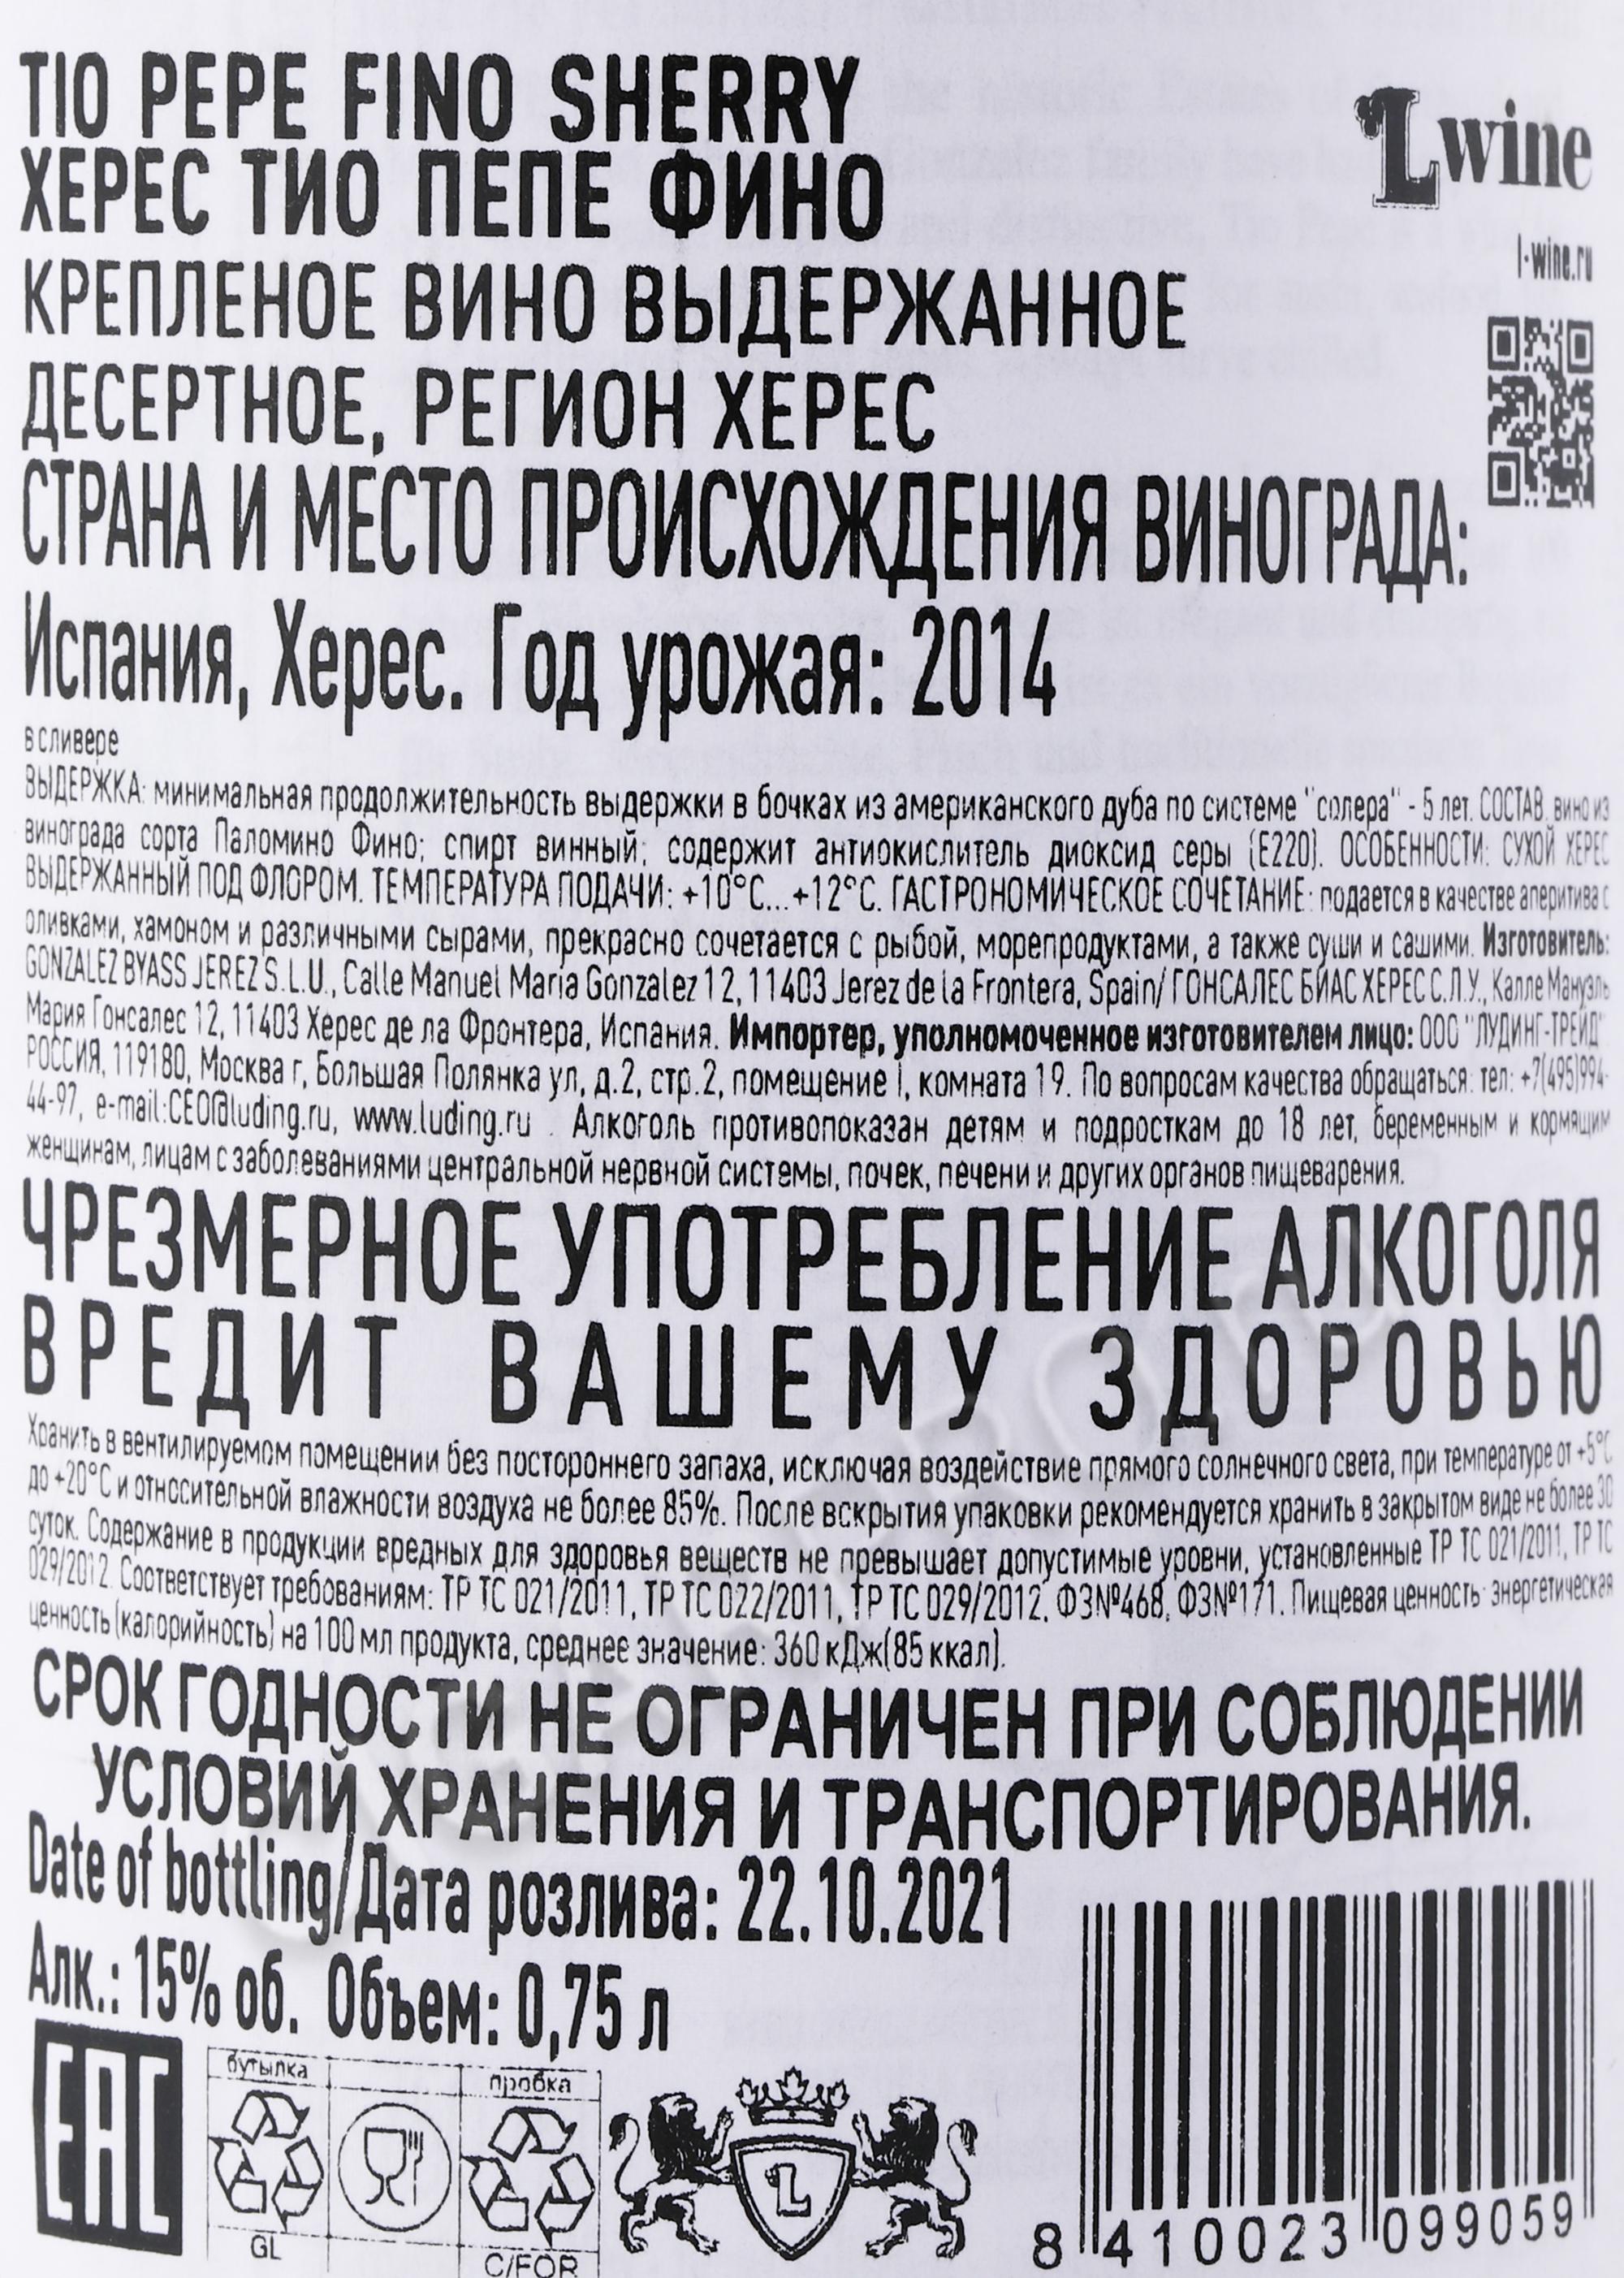 TIO PEPE FINO SHERRY
ХЕРЕС ТИО ПЕПЕ ФИНО
КРЕПЛЕНОЕ ВИНО ВЫДЕРЖАННОЕ
ДЕСЕРТНОЕ, РЕГИОН ХЕРЕС
L wine
l-wine.ru
СТРАНА И МЕСТО ПРОИСХОЖДЕНИЯ ВИНОГРАДА:
Испания, Херес. Год урожая: 2014
в сливере
ВЫДЕРЖКА: минимальная продолжительность выдержки в бочках из американского дуба по системе "солера" - 5 лет. СОСТАВ: вино из
винограда сорта Паломино Фино; спирт винный; содержит антиокислитель диоксид серы (Е220). ОСОБЕННОСТИ: СУХОЙ ХЕРЕС
ВЫДЕРЖАННЫЙ ПОД ФЛОРОМ. ТЕМПЕРАТУРА ПОДАЧИ: +10°С...+12°С. ГАСТРОНОМИЧЕСКОЕ СОЧЕТАНИЕ: подается в качестве аперитива с
оливками, хамоном и различными сырами, прекрасно сочетается с рыбой, морепродуктами, а также суши и сашими. Изготовитель:
GONZALEZ BYASS JEREZ S.L.U., Calle Manuel Maria Gonzalez 12, 11403 Jerez de la Frontera, Spain/ ГОНСАЛЕС БИАС ХЕРЕС С.Л.У., Калле Мануэль
Мария Гонсалес 12, 11403 Херес де ла Фронтера, Испания. Импортер, уполномоченное изготовителем лицо: ООО "ЛУДИНГ-ТРЕЙД"
РОССИЯ, 119180, Москва г, Большая Полянка ул, д.2, стр.2, помещение I, комната 19. По вопросам качества обращаться: тел: +7(495)994-
44-97, e-mail:CEO@luding.ru, www.luding.ru . Алкоголь противопоказан детям и подросткам до 18 лет, беременным и кормящим
женщинам, лицам с заболеваниями центральной нервной системы, почек, печени и других органов пищеварения.
ЧРЕЗМЕРНОЕ УПОТРЕБЛЕНИЕ АЛКОГОЛЯ
ВРЕДИТ ВАШЕМУ ЗДОРОВЬЮ
Хранить в вентилируемом помещении без постороннего запаха, исключая воздействие прямого солнечного света, при температуре от +5°С
до +20°С и относительной влажности воздуха не более 85%. После вскрытия упаковки рекомендуется хранить в закрытом виде не более 30
суток. Содержание в продукции вредных для здоровья веществ не превышает допустимые уровни, установленные ТР ТС 021/2011, ТР ТС
029/2012. Соответствует требованиям: ТР ТС 021/2011, ТР ТС 022/2011, ТР ТС 029/2012, ФЗ№468, ФЗ№171. Пищевая ценность: энергетическая
ценность (калорийность) на 100 мл продукта, среднее значение: 360 кДж(85 ккал).
СРОК ГОДНОСТИ НЕ ОГРАНИЧЕН ПРИ СОБЛЮДЕНИИ
УСЛОВИЙ ХРАНЕНИЯ И ТРАНСПОРТИРОВАНИЯ.
Date of bottling/Дата розлива: 22.10.2021
Алк.: 15% об. Объем: 0,75 л
EAC
бутылка
пробка
GL
C/FOR
L
8 410023 099059